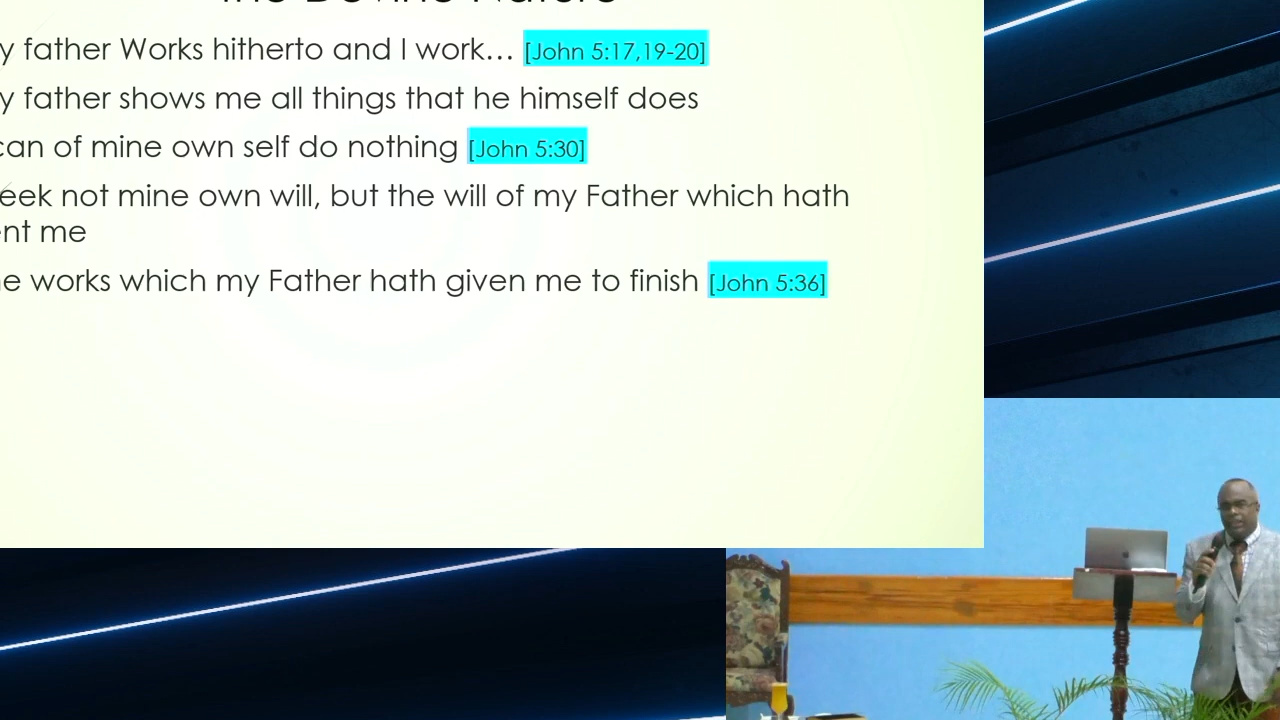 y father Works hitherto and I work… [John 5:17,19-20]
y father shows me all things that he himself does
can of mine own self do nothing [John 5:30]
eek not mine own will, but the will of my Father which hath
ent me
e works which my Father hath given me to finish [John 5:36]